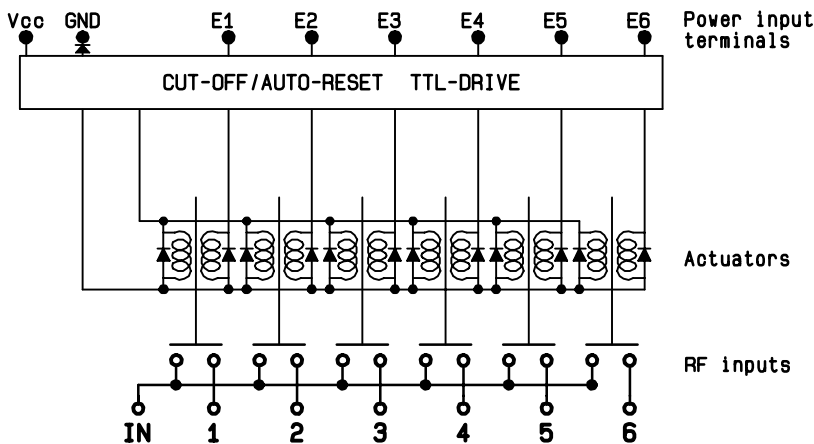 Vcc GND E1 E2 E3 E4 E5 E6 Power input
terminals
CUT-OFF/AUTO-RESET TTL-DRIVE
Actuators
RF inputs
IN 1 2 3 4 5 6